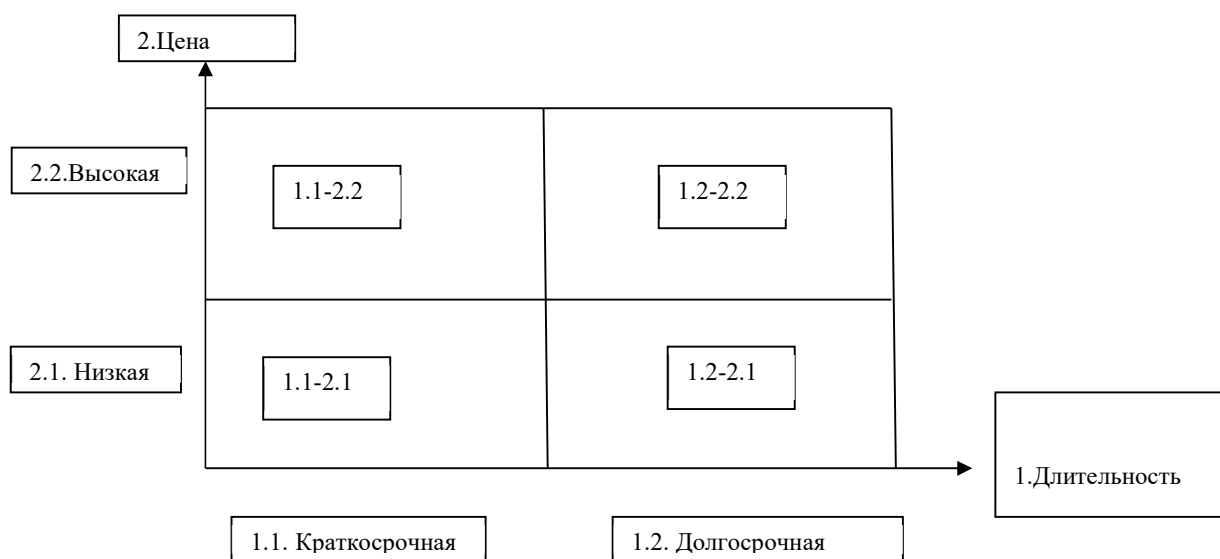 2.Цена
2.2.Высокая
1.1-2.2
1.2-2.2
2.1. Низкая
1.1-2.1
1.2-2.1
1.Длительность
1.1. Краткосрочная
1.2. Долгосрочная